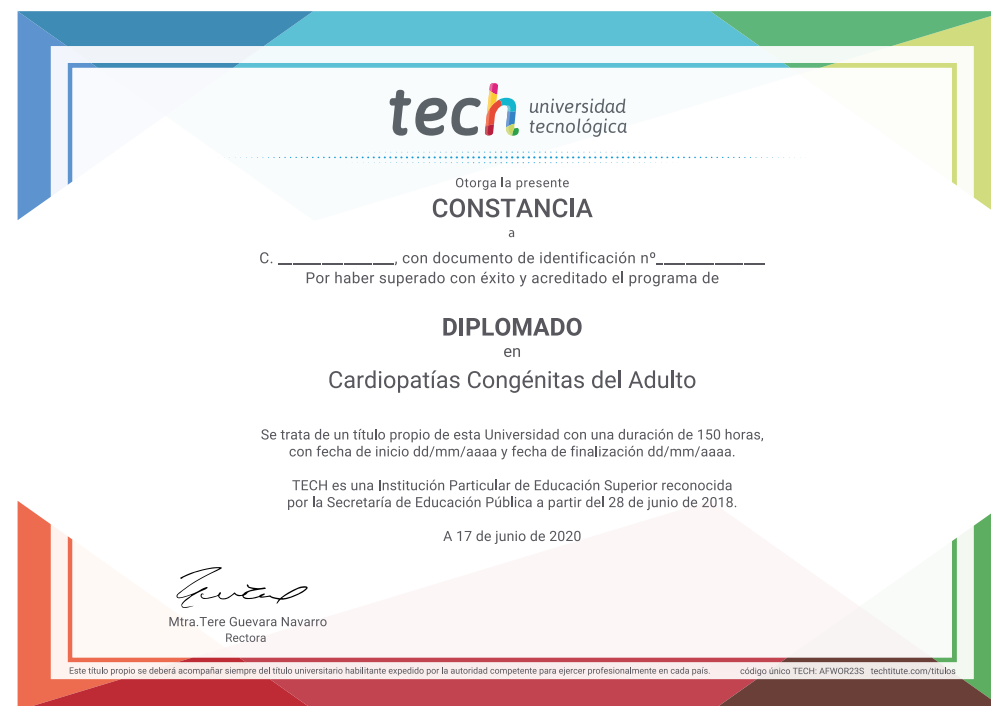 tech universidad
tecnológica
Otorga la presente
CONSTANCIA
a
C. ______________, con documento de identificación nº_____________
Por haber superado con éxito y acreditado el programa de
DIPLOMADO
en
Cardiopatías Congénitas del Adulto
Se trata de un título propio de esta Universidad con una duración de 150 horas,
con fecha de inicio dd/mm/aaaa y fecha de finalización dd/mm/aaaa.
TECH es una Institución Particular de Educación Superior reconocida
por la Secretaría de Educación Pública a partir del 28 de junio de 2018.
A 17 de junio de 2020
Mtra.Tere Guevara Navarro
Rectora
Este título propio se deberá acompañar siempre del título universitario habilitante expedido por la autoridad competente para ejercer profesionalmente en cada país. código único TECH: AFWOR23S techtitute.com/titulos